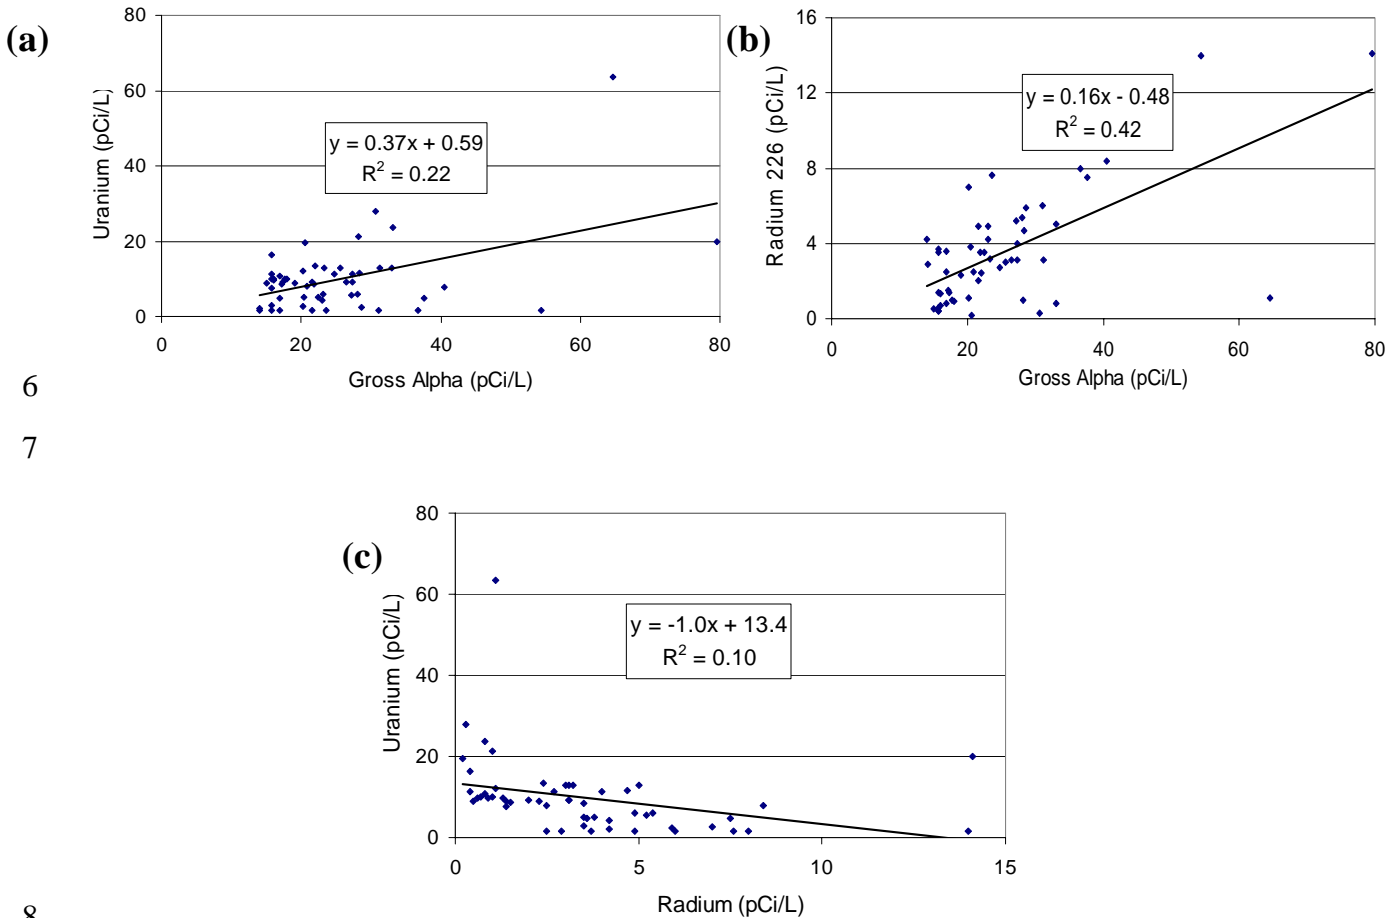 (a)
80
60
40
20
0
Uranium (pCi/L)
y = 0.37x + 0.59
R² = 0.22
0 20 40 60 80
Gross Alpha (pCi/L)
(b)
16
12
8
4
0
Radium 226 (pCi/L)
y = 0.16x - 0.48
R² = 0.42
0 20 40 60 80
Gross Alpha (pCi/L)
6
7
(c)
80
60
40
20
0
Uranium (pCi/L)
y = -1.0x + 13.4
R² = 0.10
0 5 10 15
Radium (pCi/L)
8